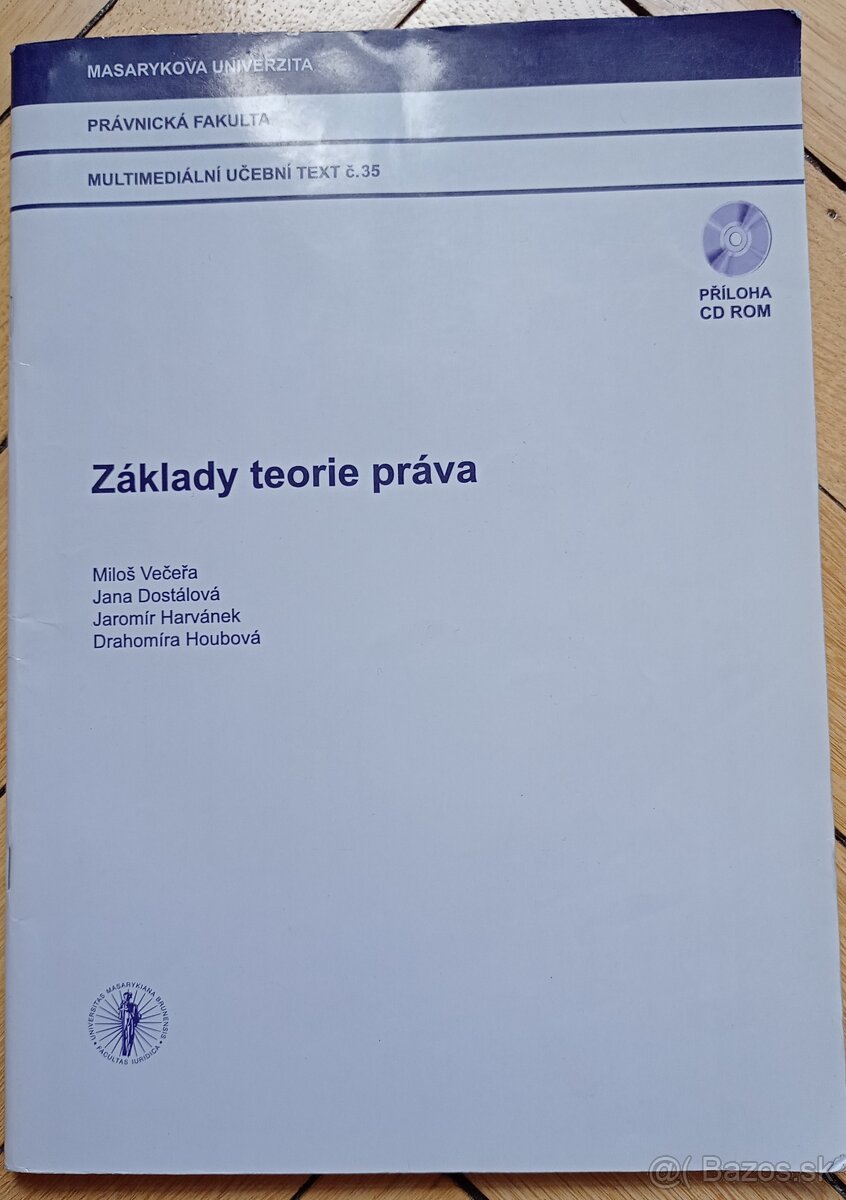 MASARYKOVA UNIVERZITA
PRÁVNICKÁ FAKULTA
MULTIMEDIÁLNÍ UČEBNÍ TEXT č.35
PŘÍLOHA
CD ROM
Základy teorie práva
Miloš Večeřa
Jana Dostálová
Jaromír Harvánek
Drahomíra Houbová
UNIVERSITAS MASARYKIANA BRUNENSIS
• FACULTAS IURIDICA •
@( Bazos.sk